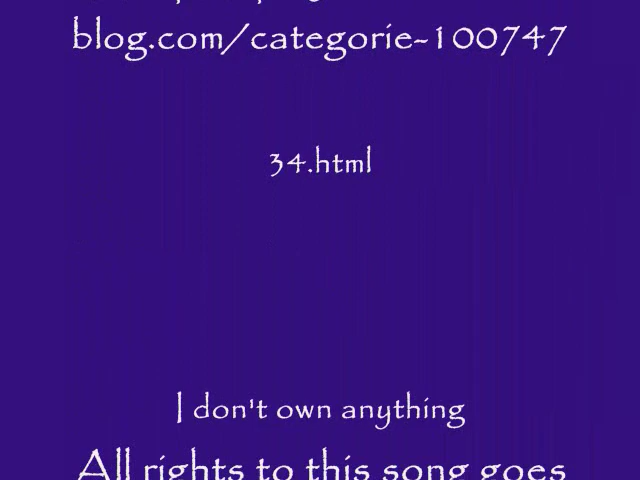 blog.com/categorie-100747
34.html
I don't own anything
All rights to this song goes